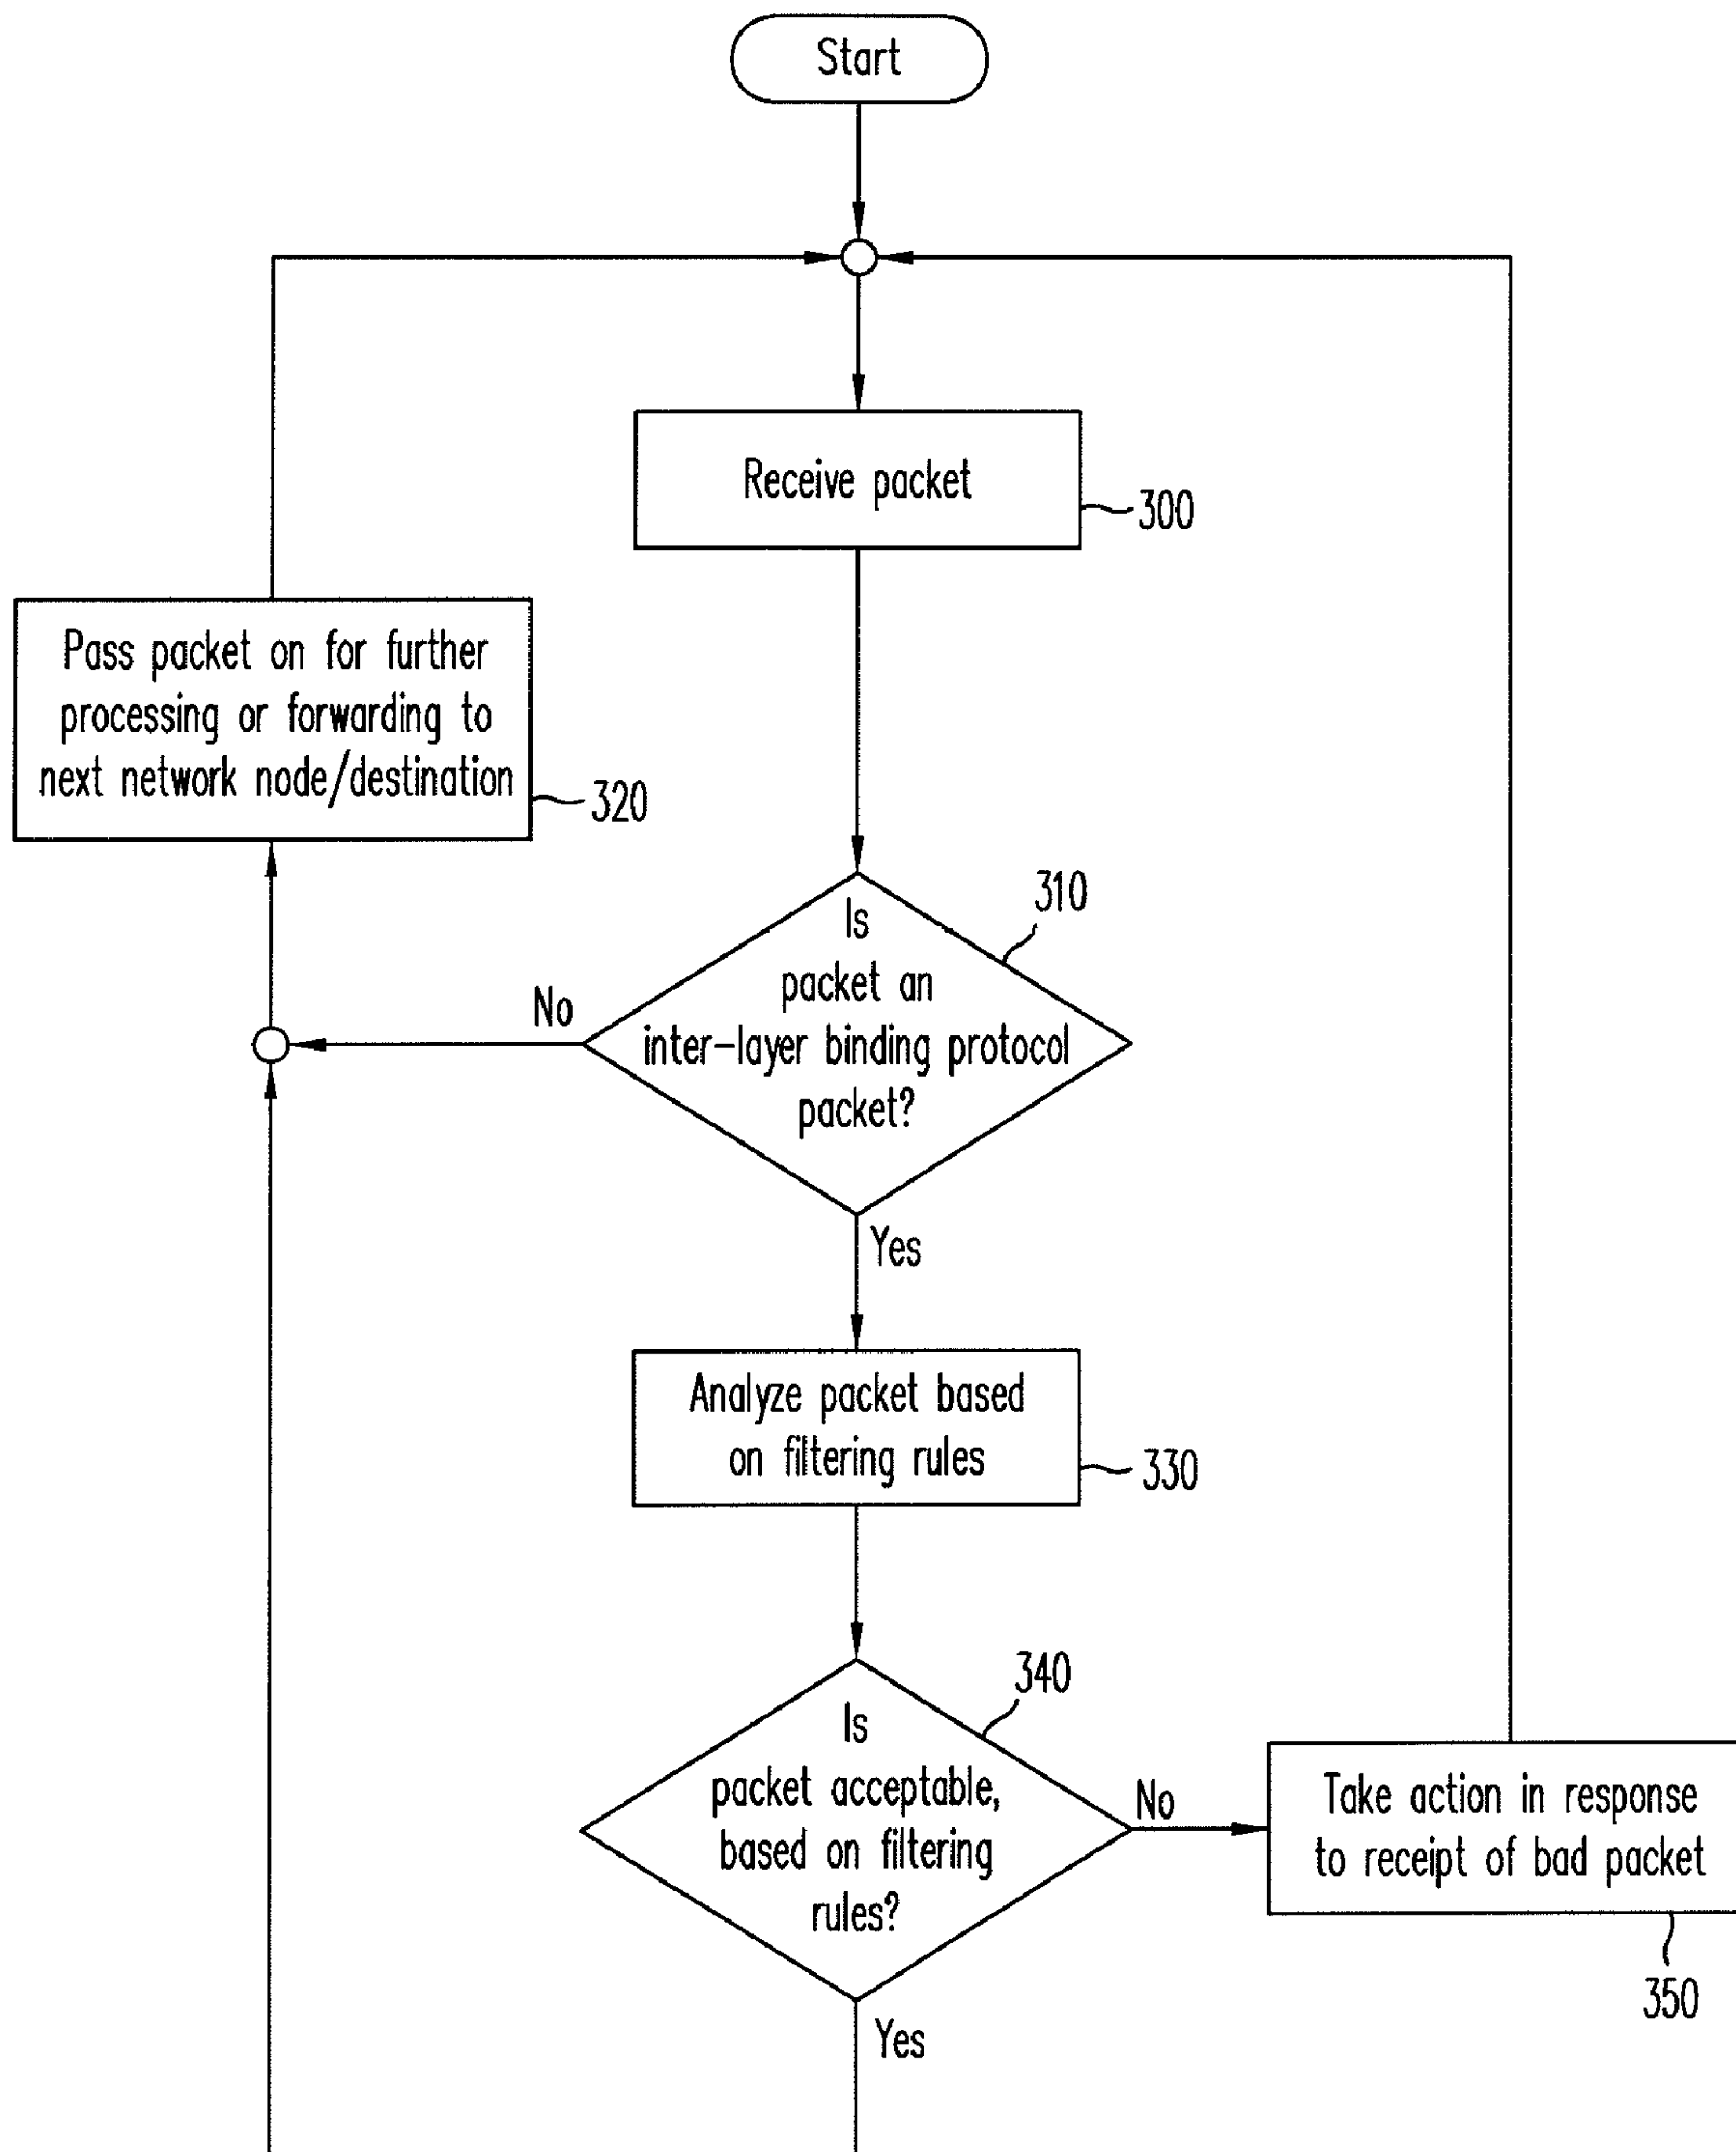 Start
Receive packet
300
Pass packet on for further
processing or forwarding to
next network node/destination
320
310
Is
packet an
inter-layer binding protocol
packet?
No
Yes
Analyze packet based
on filtering rules
330
340
Is
packet acceptable,
based on filtering
rules?
No
Take action in response
to receipt of bad packet
350
Yes